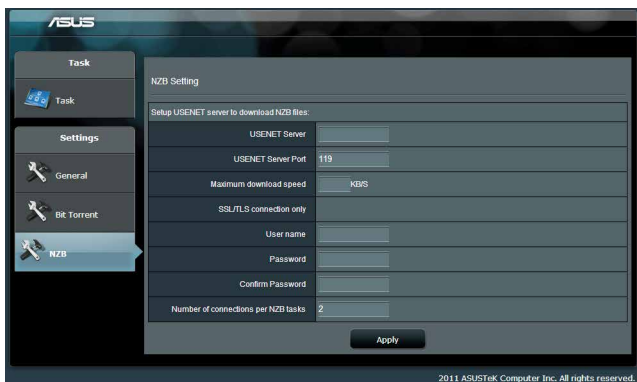 ASUS
Task
Task
Settings
General
Bit Torrent
NZB
NZB Setting
Setup USENET server to download NZB files:
USENET Server
USENET Server Port 119
Maximum download speed KB/S
SSL/TLS connection only
User name
Password
Confirm Password
Number of connections per NZB tasks 2
Apply
2011 ASUSTeK Computer Inc. All rights reserved.